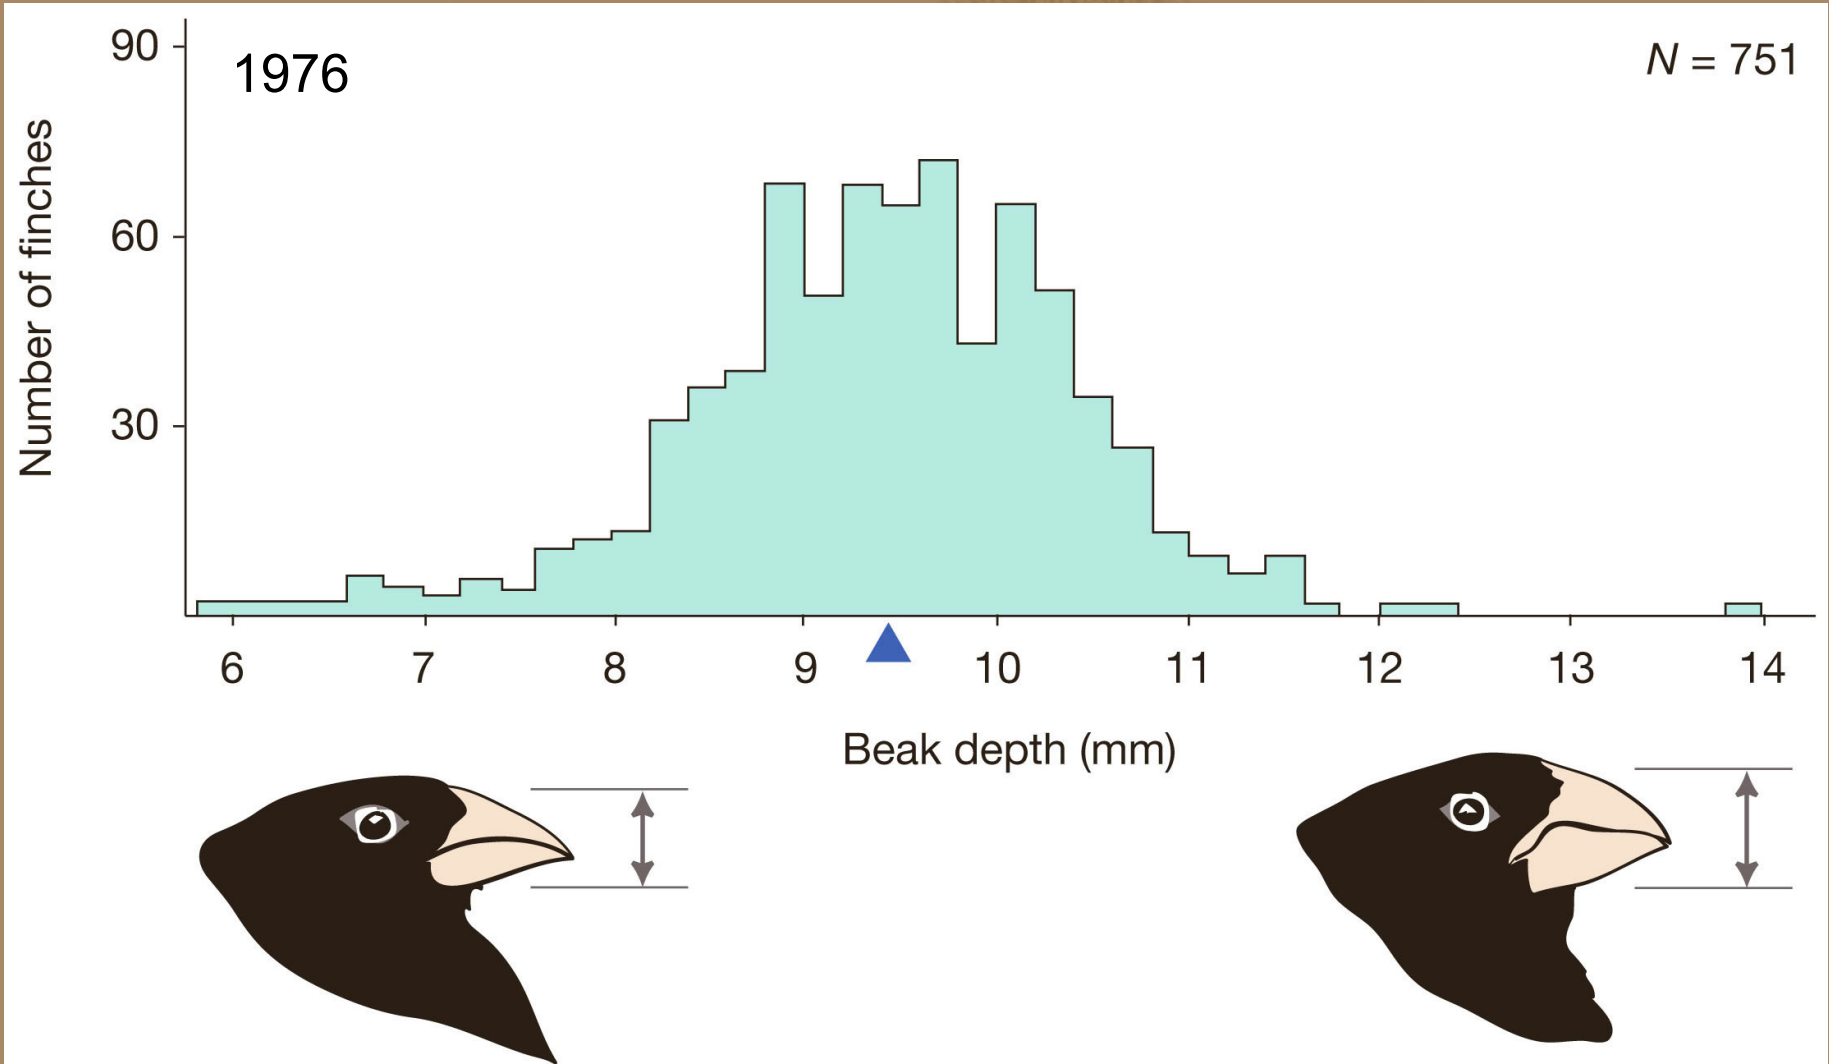 1976
N = 751
Number of finches
90
60
30
6 7 8 9 10 11 12 13 14
Beak depth (mm)